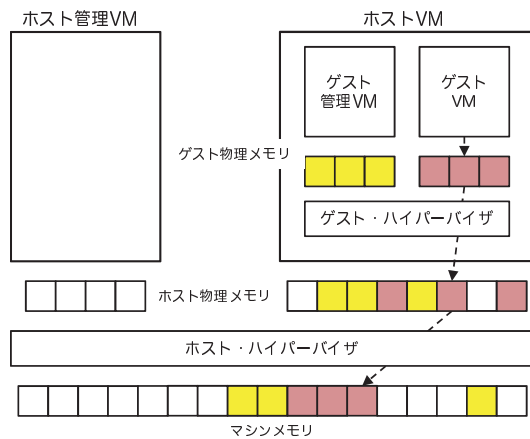 ホスト管理VM
ホストVM
ゲスト
管理VM
ゲスト
VM
ゲスト物理メモリ
ゲスト・ハイパーバイザ
ホスト物理メモリ
ホスト・ハイパーバイザ
マシンメモリ